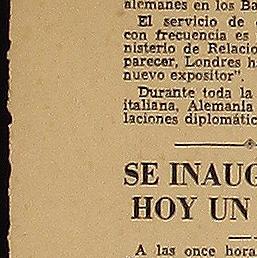 alemanes en los Ba
El servicio de
con frecuencia es
nisterio de Relacio
parecer, Londres h
nuevo expositor".
Durante toda la
italiana, Alemania
laciones diplomátic
SE INAUG
HOY UN
A las once hora